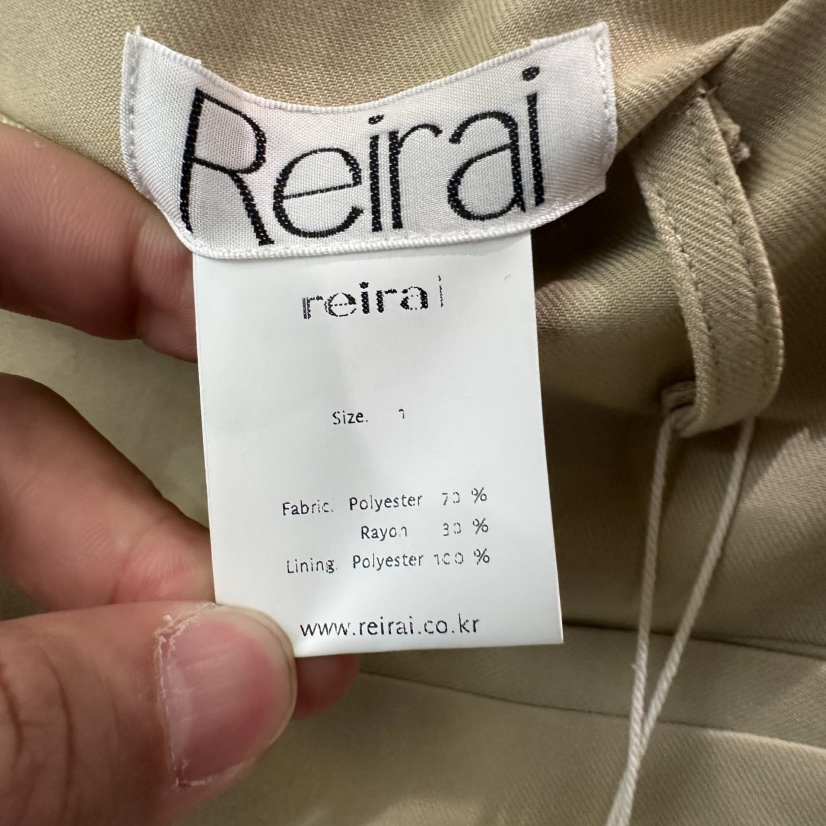 Reirai
reirai
Size. 1
Fabric. Polyester 70 %
Rayon 30 %
Lining. Polyester 100 %
www.reirai.co.kr